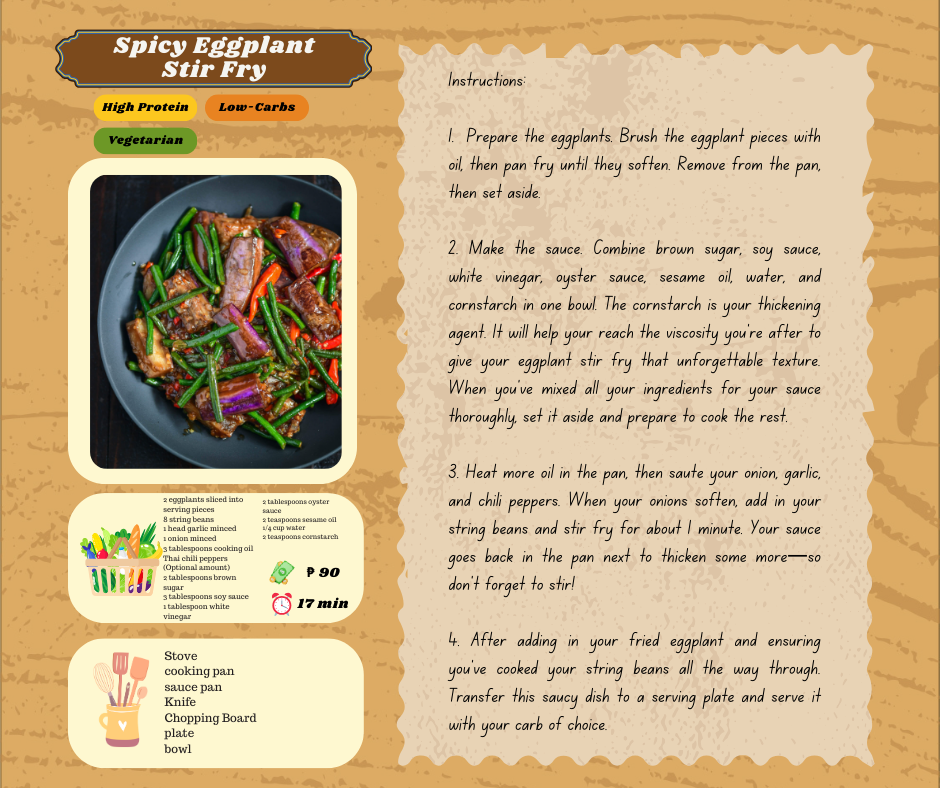 Spicy Eggplant
Stir Fry
High Protein
Low-Carbs
Vegetarian
2 eggplants sliced into
serving pieces
8 string beans
1 head garlic minced
1 onion minced
3 tablespoons cooking oil
Thai chili peppers
(Optional amount)
2 tablespoons brown
sugar
3 tablespoons soy sauce
1 tablespoon white
vinegar
2 tablespoons oyster
sauce
2 teaspoons sesame oil
1/4 cup water
2 teaspoons cornstarch
₱ 90
17 min
Stove
cooking pan
sauce pan
Knife
Chopping Board
plate
bowl
Instructions:
1. Prepare the eggplants. Brush the eggplant pieces with
oil, then pan fry until they soften. Remove from the pan,
then set aside.
2. Make the sauce. Combine brown sugar, soy sauce,
white vinegar, oyster sauce, sesame oil, water, and
cornstarch in one bowl. The cornstarch is your thickening
agent. It will help your reach the viscosity you're after to
give your eggplant stir fry that unforgettable texture.
When you've mixed all your ingredients for your sauce
thoroughly, set it aside and prepare to cook the rest.
3. Heat more oil in the pan, then saute your onion, garlic,
and chili peppers. When your onions soften, add in your
string beans and stir fry for about 1 minute. Your sauce
goes back in the pan next to thicken some more—so
don't forget to stir!
4. After adding in your fried eggplant and ensuring
you've cooked your string beans all the way through.
Transfer this saucy dish to a serving plate and serve it
with your carb of choice.